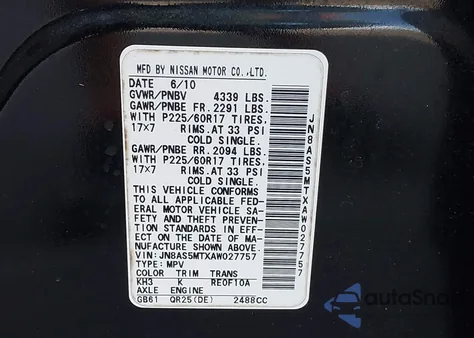 MFD BY NISSAN MOTOR CO.,LTD.
DATE 6/10
GVWR/PNBV 4339 LBS.
GAWR/PNBE FR. 2291 LBS.
WITH P225/60R17 TIRES.
17X7 RIMS. AT 33 PSI
COLD SINGLE.
GAWR/PNBE RR. 2094 LBS.
WITH P225/60R17 TIRES.
17X7 RIMS. AT 33 PSI
COLD SINGLE.
THIS VEHICLE CONFORMS
TO ALL APPLICABLE FED-
ERAL MOTOR VEHICLE SA-
FETY AND THEFT PREVEN-
TION STANDARDS IN EFF-
ECT ON THE DATE OF MA-
NUFACTURE SHOWN ABOVE.
VIN: JN8AS5MTXAW027757
TYPE: MPV
COLOR TRIM TRANS
KH3 K RE0F10A
AXLE ENGINE
GB61 QR25(DE) 2488CC
JN8AS5MTXAW027757
AutoSnap